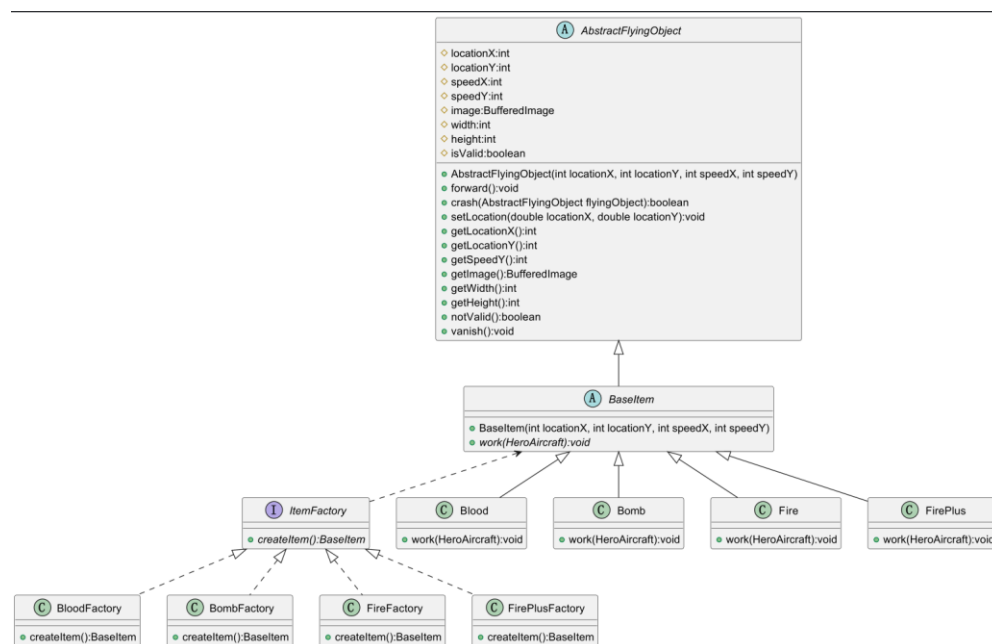 A AbstractFlyingObject
locationX:int
locationY:int
speedX:int
speedY:int
image:BufferedImage
width:int
height:int
isValid:boolean
AbstractFlyingObject(int locationX, int locationY, int speedX, int speedY)
forward():void
crash(AbstractFlyingObject flyingObject):boolean
setLocation(double locationX, double locationY):void
getLocationX():int
getLocationY():int
getSpeedY():int
getImage():BufferedImage
getWidth():int
getHeight():int
notValid():boolean
vanish():void
A BaseItem
BaseItem(int locationX, int locationY, int speedX, int speedY)
work(HeroAircraft):void
I ItemFactory
createItem():BaseItem
C Blood
work(HeroAircraft):void
C Bomb
work(HeroAircraft):void
C Fire
work(HeroAircraft):void
C FirePlus
work(HeroAircraft):void
C BloodFactory
createItem():BaseItem
C BombFactory
createItem():BaseItem
C FireFactory
createItem():BaseItem
C FirePlusFactory
createItem():BaseItem